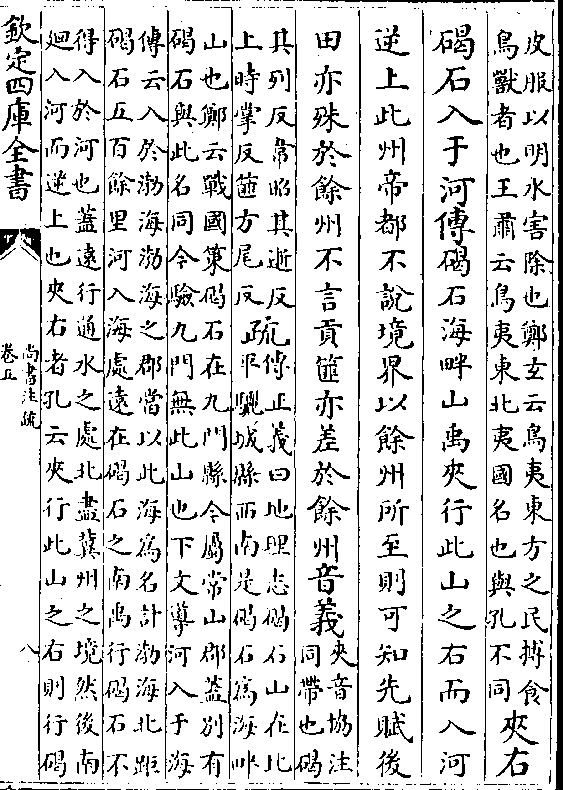 皮服以明水害除也鄭玄云鳥夷東方之民搏食
鳥獸者也王肅云鳥夷東北夷國名也與孔不同
夾右
碣石入于河傳碣石海畔山禹夾行此山之右而入河
逆上此州帝都不說境界以餘州所至則可知先賦後
田亦殊於餘州不言貢篚亦差於餘州音義
夾音協注
同帶也碣
其列反韋昭其逝反
上時掌反篚方尾反
疏
傳正義曰地理志碣石山在北
平驪城縣西南是碣石爲海畔
山也鄭云戰國策碣石在九門縣今屬常山郡蓋別有
碣石與此名同今驗九門無此山也下文導河入于海
傳云入於渤海渤海之郡當以此海爲名計渤海北距
碣石五百餘里河入海處遠在碣石之南禹行碣石不
得入於河也蓋遠行通水之處北盡冀州之境然後南
廻入河而逆上也夾右者孔云夾行此山之右則行碣
欽定四庫全書
尚書注疏
卷五
八